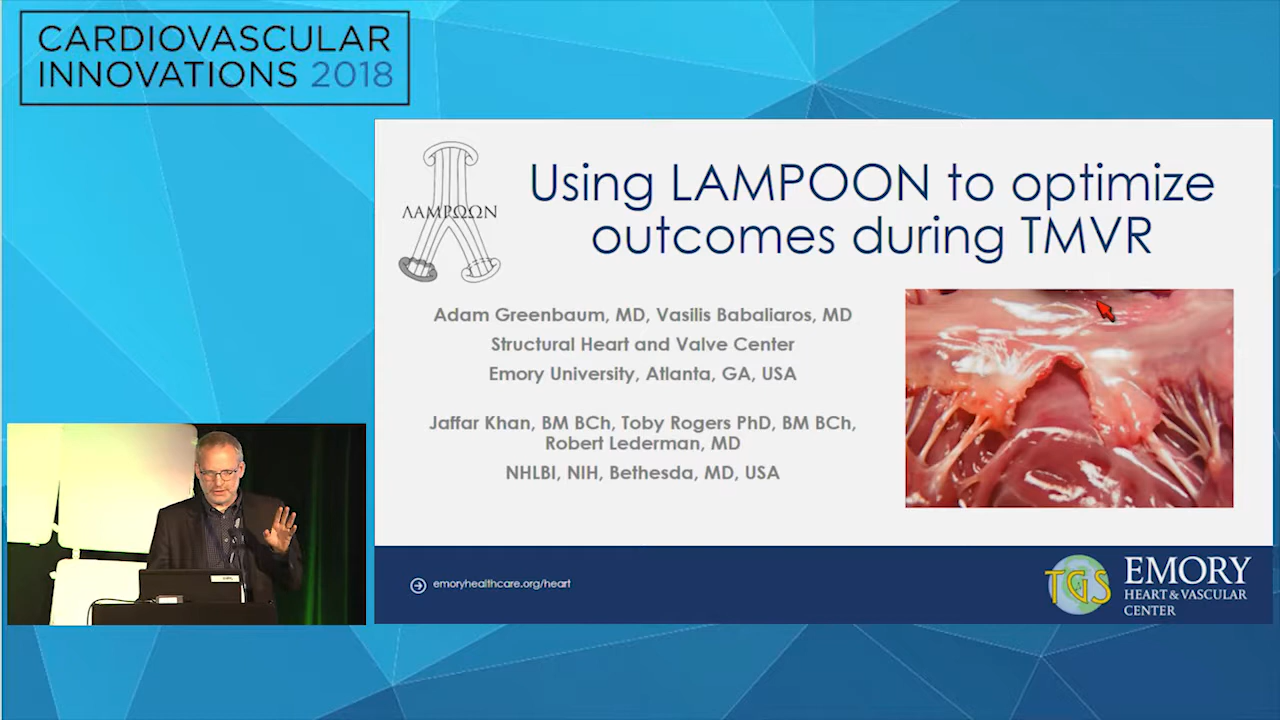 CARDIOVASCULAR
INNOVATIONS 2018
ΛAMPΩΩN
Using LAMPOON to optimize
outcomes during TMVR
Adam Greenbaum, MD, Vasilis Babaliaros, MD
Structural Heart and Valve Center
Emory University, Atlanta, GA, USA
Jaffar Khan, BM BCh, Toby Rogers PhD, BM BCh,
Robert Lederman, MD
NHLBI, NIH, Bethesda, MD, USA
emoryhealthcare.org/heart
TGS
EMORY
HEART & VASCULAR
CENTER